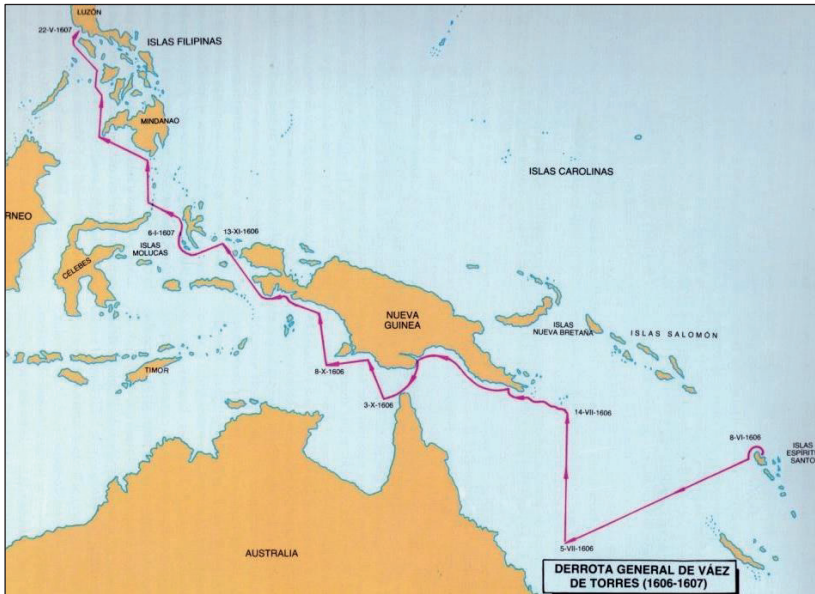 LUZÓN
22-V-1607
ISLAS FILIPINAS
MINDANAO
ISLAS CAROLINAS
RNEO
6-I-1607
13-XI-1606
ISLAS
MOLUCAS
CÉLEBES
NUEVA
GUINEA
ISLAS
NUEVA BRETAÑA
ISLAS SALOMÓN
TIMOR
8-X-1606
3-X-1606
14-VII-1606
8-VI-1606
ISLAS
ESPÍRIT
SANTO
5-VII-1606
AUSTRALIA
DERROTA GENERAL DE VÁEZ
DE TORRES (1606-1607)